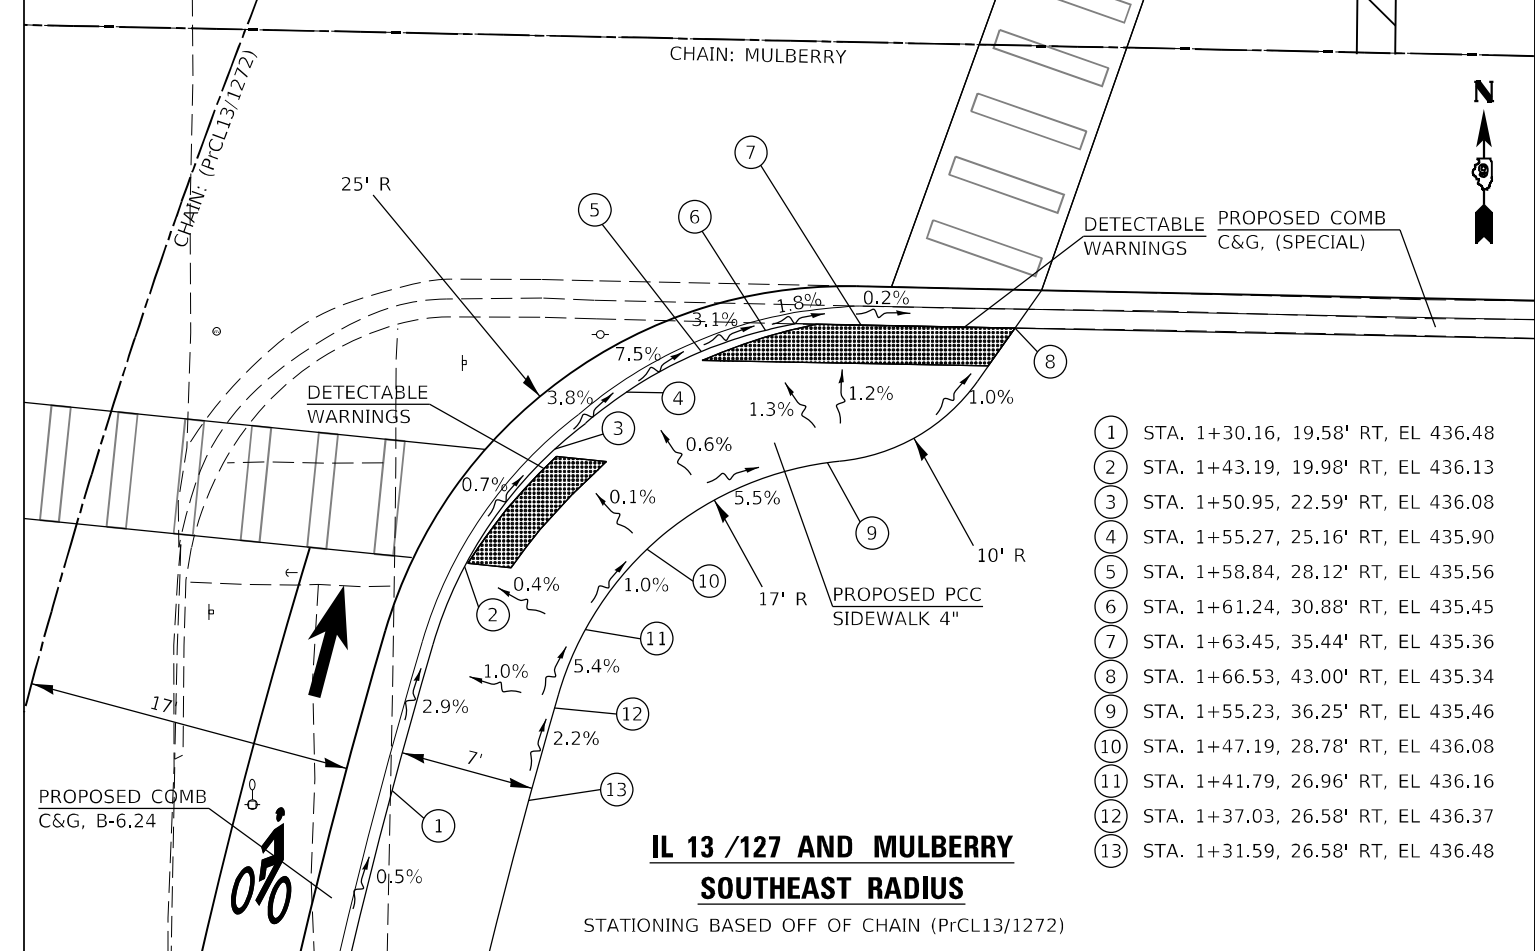 CHAIN: MULBERRY
CHAIN: (PrCL13/1272)
N
9
25' R
7
5
6
DETECTABLE
WARNINGS
PROPOSED COMB
C&G, (SPECIAL)
1.8%
0.2%
3.1%
7.5%
3.8%
8
DETECTABLE
WARNINGS
4
3
1.3%
1.2%
1.0%
0.6%
0.7%
0.1%
5.5%
9
10' R
0.4%
1.0%
10
17' R
PROPOSED PCC
SIDEWALK 4"
2
11
1.0%
5.4%
2.9%
12
2.2%
17'
7'
13
PROPOSED COMB
C&G, B-6.24
1
0.5%
1 STA. 1+30.16, 19.58' RT, EL 436.48
2 STA. 1+43.19, 19.98' RT, EL 436.13
3 STA. 1+50.95, 22.59' RT, EL 436.08
4 STA. 1+55.27, 25.16' RT, EL 435.90
5 STA. 1+58.84, 28.12' RT, EL 435.56
6 STA. 1+61.24, 30.88' RT, EL 435.45
7 STA. 1+63.45, 35.44' RT, EL 435.36
8 STA. 1+66.53, 43.00' RT, EL 435.34
9 STA. 1+55.23, 36.25' RT, EL 435.46
10 STA. 1+47.19, 28.78' RT, EL 436.08
11 STA. 1+41.79, 26.96' RT, EL 436.16
12 STA. 1+37.03, 26.58' RT, EL 436.37
13 STA. 1+31.59, 26.58' RT, EL 436.48
IL 13 /127 AND MULBERRY
SOUTHEAST RADIUS
STATIONING BASED OFF OF CHAIN (PrCL13/1272)